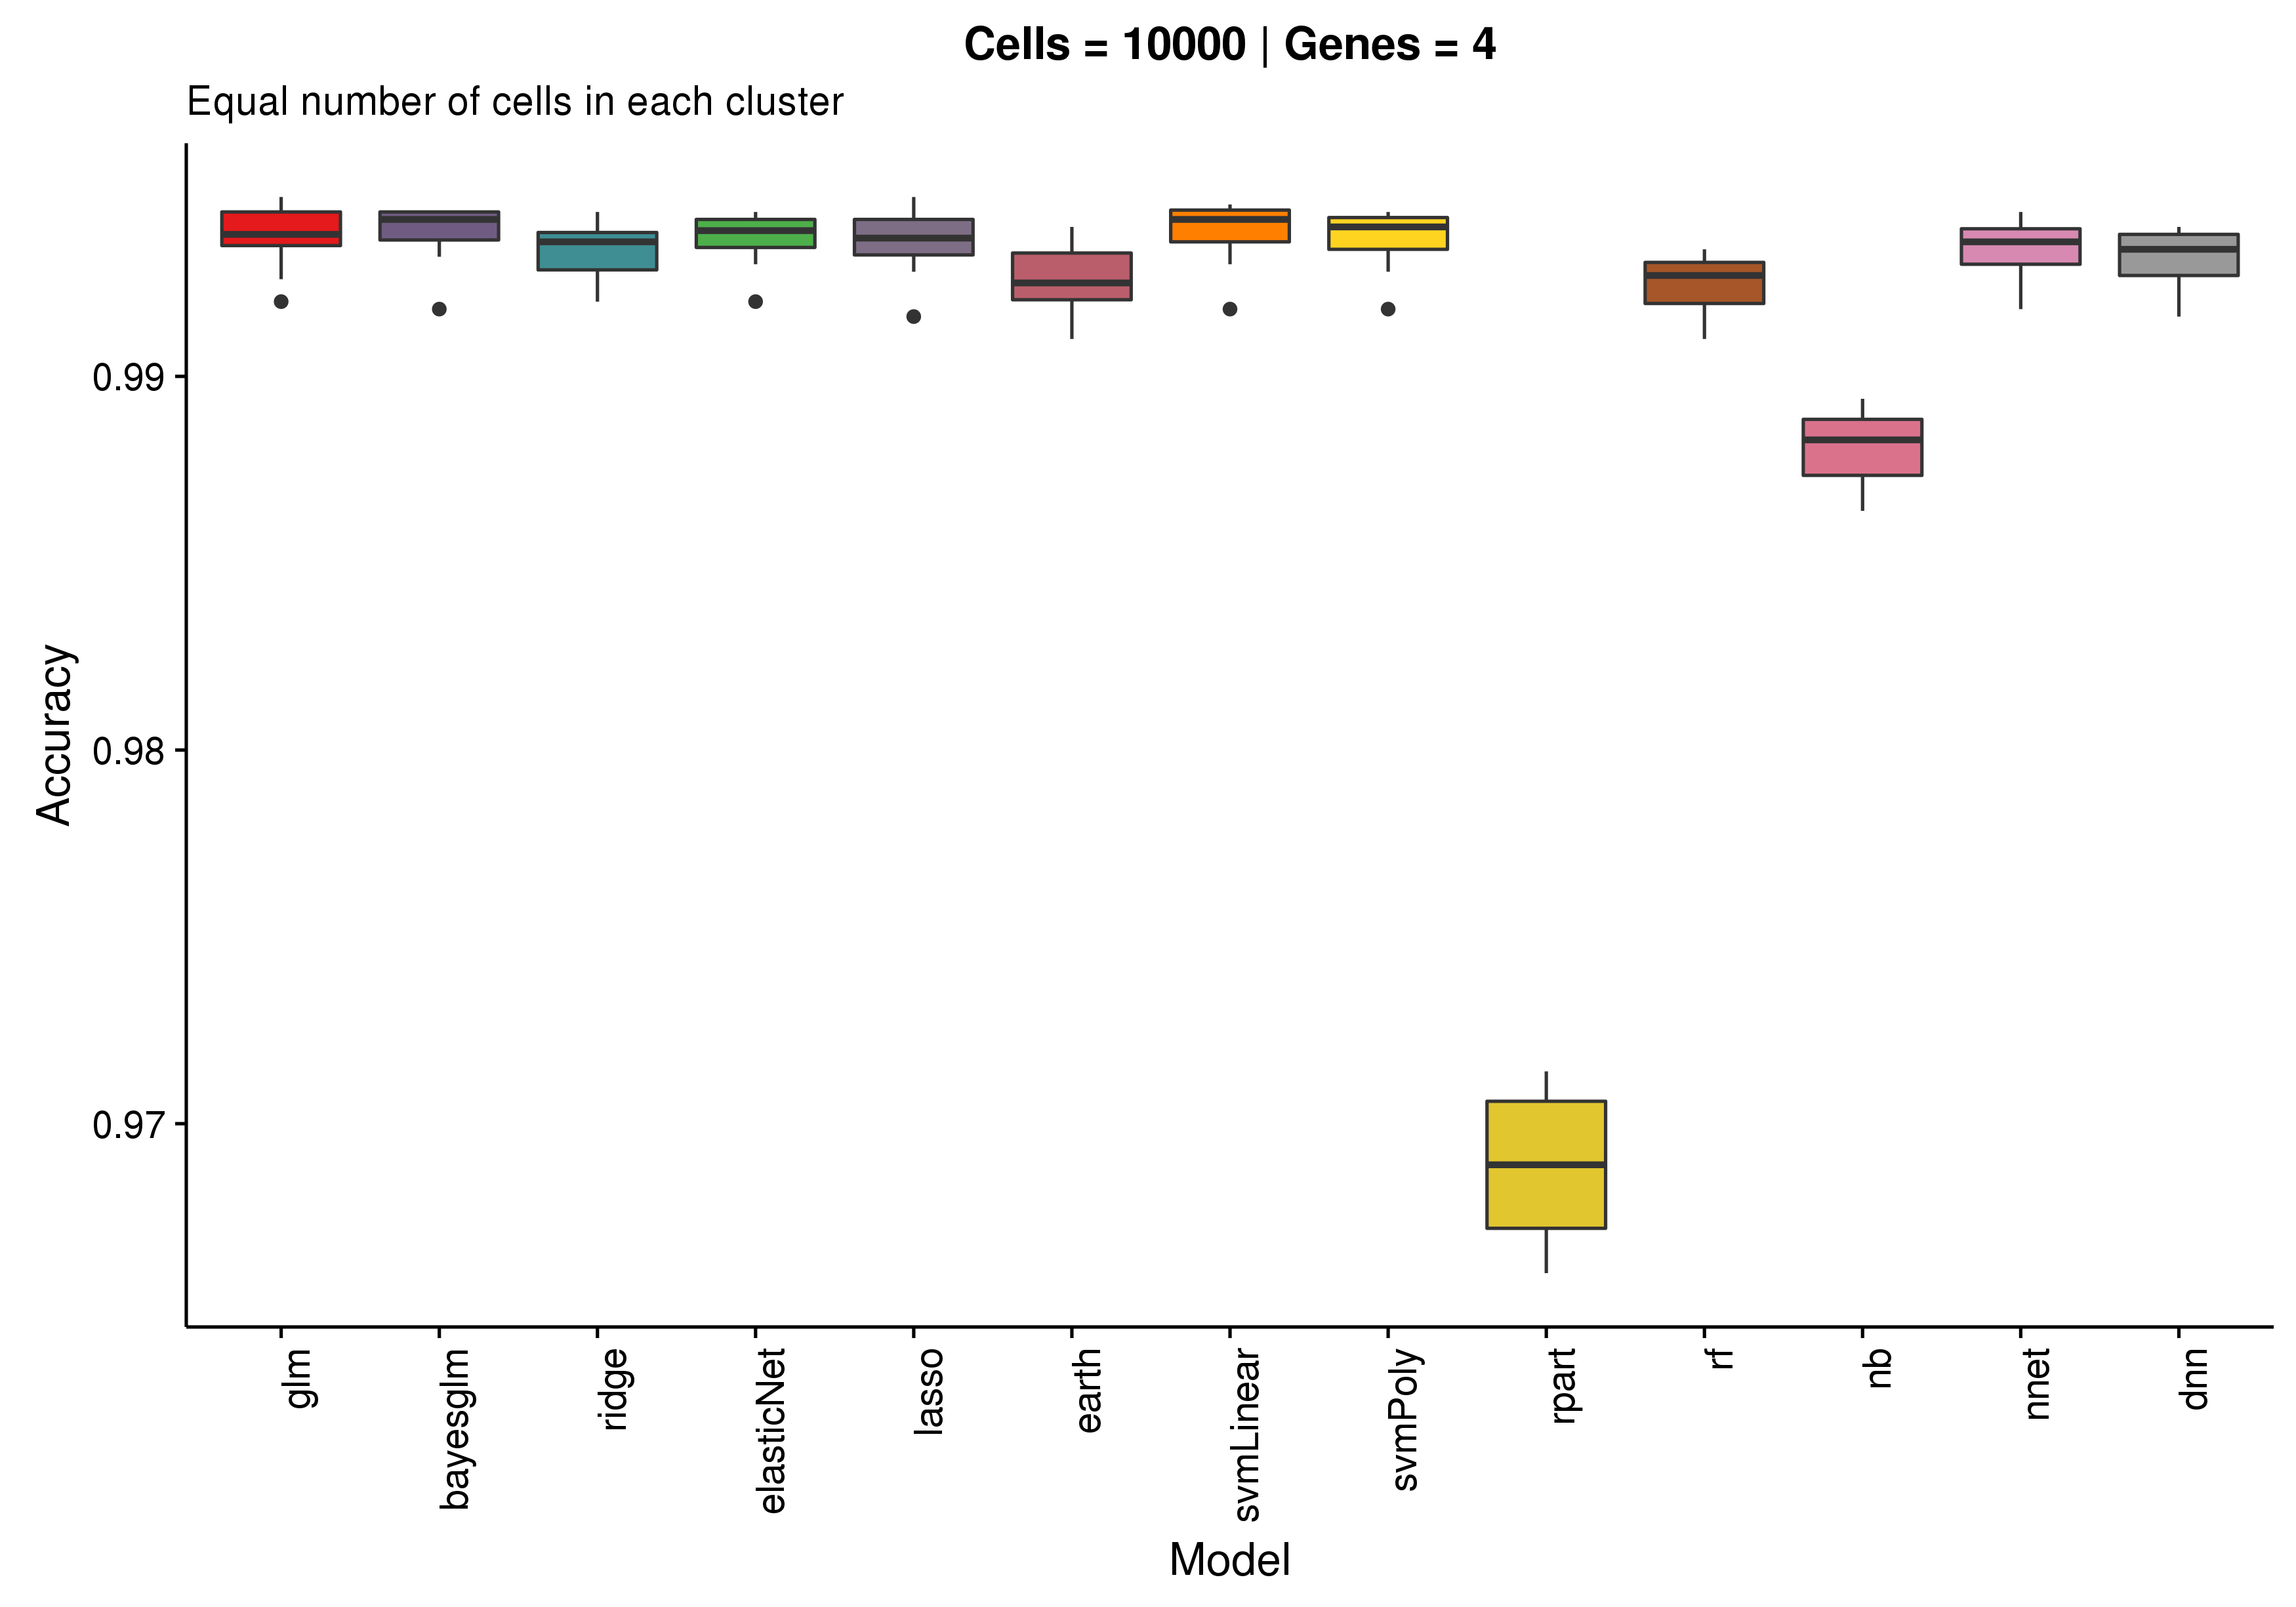 Cells = 10000 | Genes = 4
Equal number of cells in each cluster
Accuracy
0.99
0.98
0.97
glm
bayesglm
ridge
elasticNet
lasso
earth
svmLinear
svmPoly
rpart
rf
nb
nnet
dnn
Model